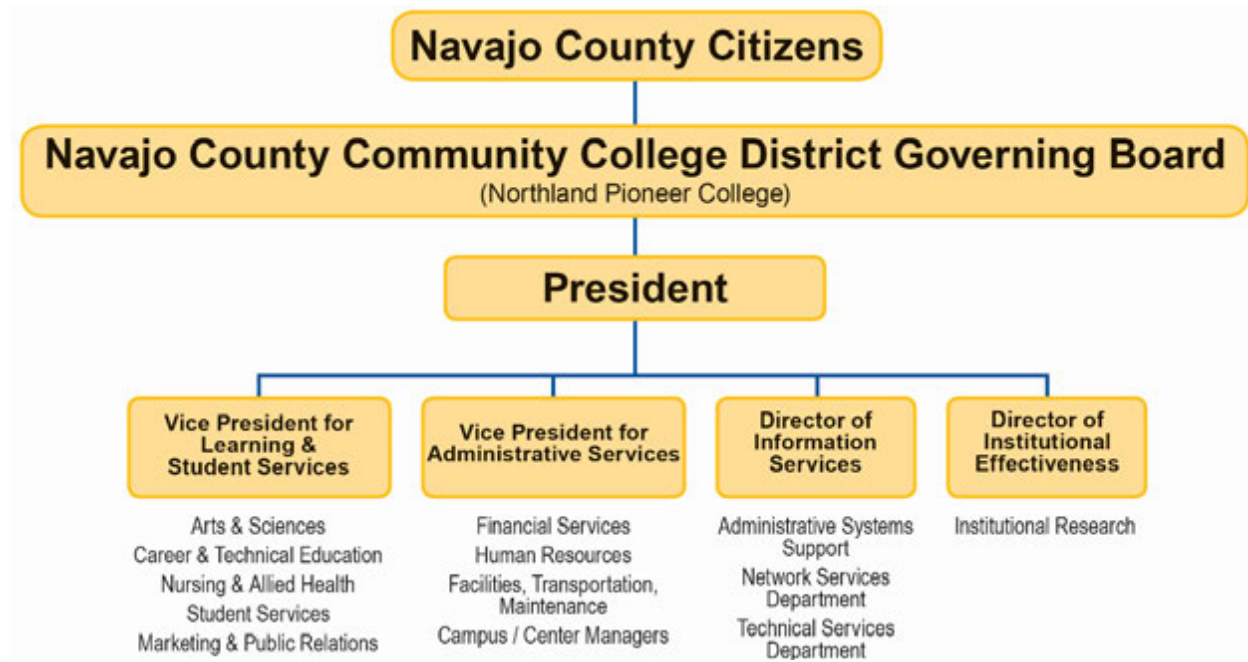 Navajo County Citizens
Navajo County Community College District Governing Board
(Northland Pioneer College)
President
Vice President for
Learning &
Student Services
Arts & Sciences
Career & Technical Education
Nursing & Allied Health
Student Services
Marketing & Public Relations
Vice President for
Administrative Services
Financial Services
Human Resources
Facilities, Transportation,
Maintenance
Campus / Center Managers
Director of
Information
Services
Administrative Systems
Support
Network Services
Department
Technical Services
Department
Director of
Institutional
Effectiveness
Institutional Research